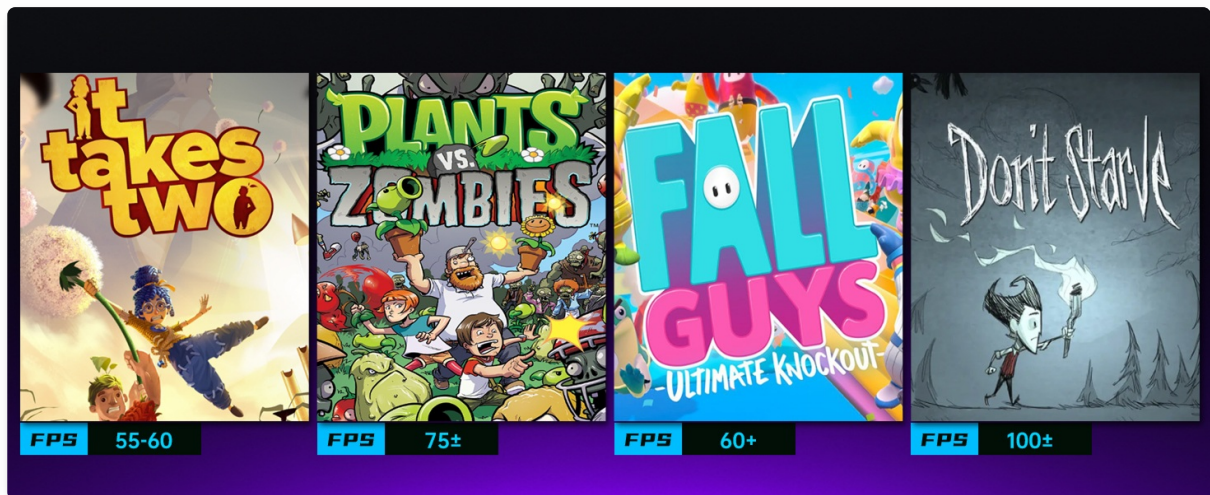 it
takes
two
PLANTS
VS.
ZOMBIES
TM
FALL
GUYS
-ULTIMATE KNOCKOUT-
Don't Starve
FPS 55-60
FPS 75±
FPS 60+
FPS 100±